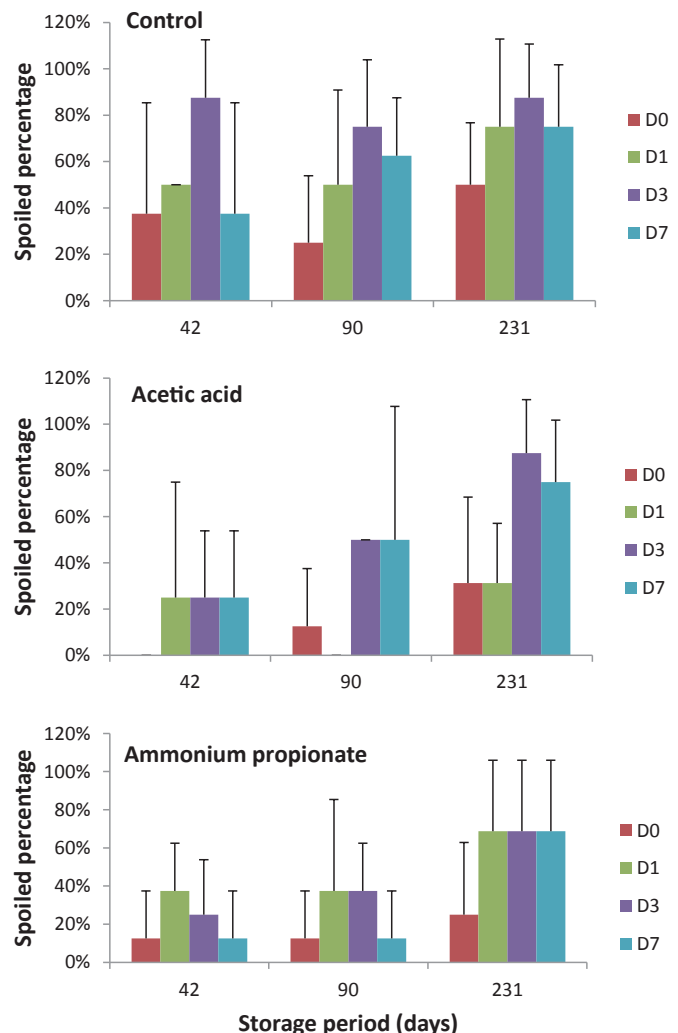 Control
120%
100%
80%
60%
40%
20%
0%
Spoiled percentage
42 90 231
D0
D1
D3
D7
Acetic acid
120%
100%
80%
60%
40%
20%
0%
Spoiled percentage
42 90 231
D0
D1
D3
D7
Ammonium propionate
120%
100%
80%
60%
40%
20%
0%
Spoiled percentage
42 90 231
D0
D1
D3
D7
Storage period (days)